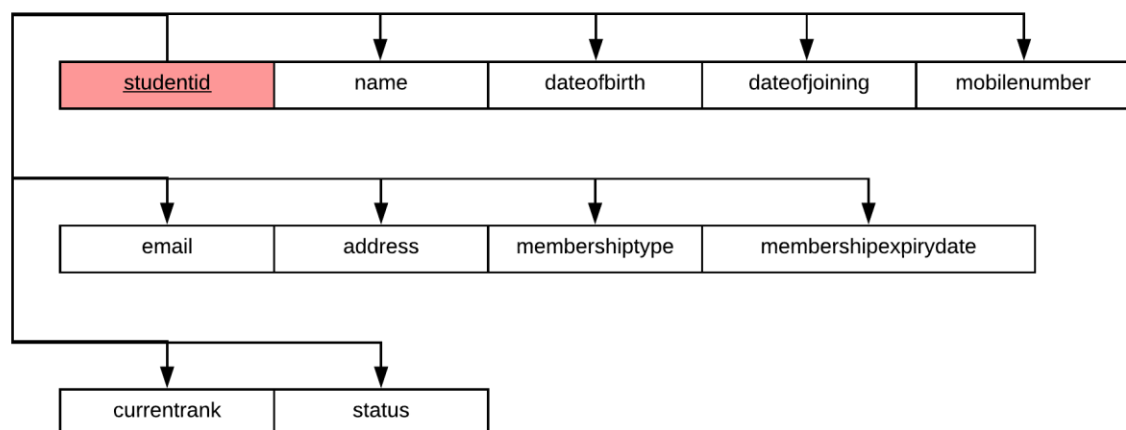 studentid name dateofbirth dateofjoining mobilenumber
email address membershiptype membershipexpirydate
currentrank status